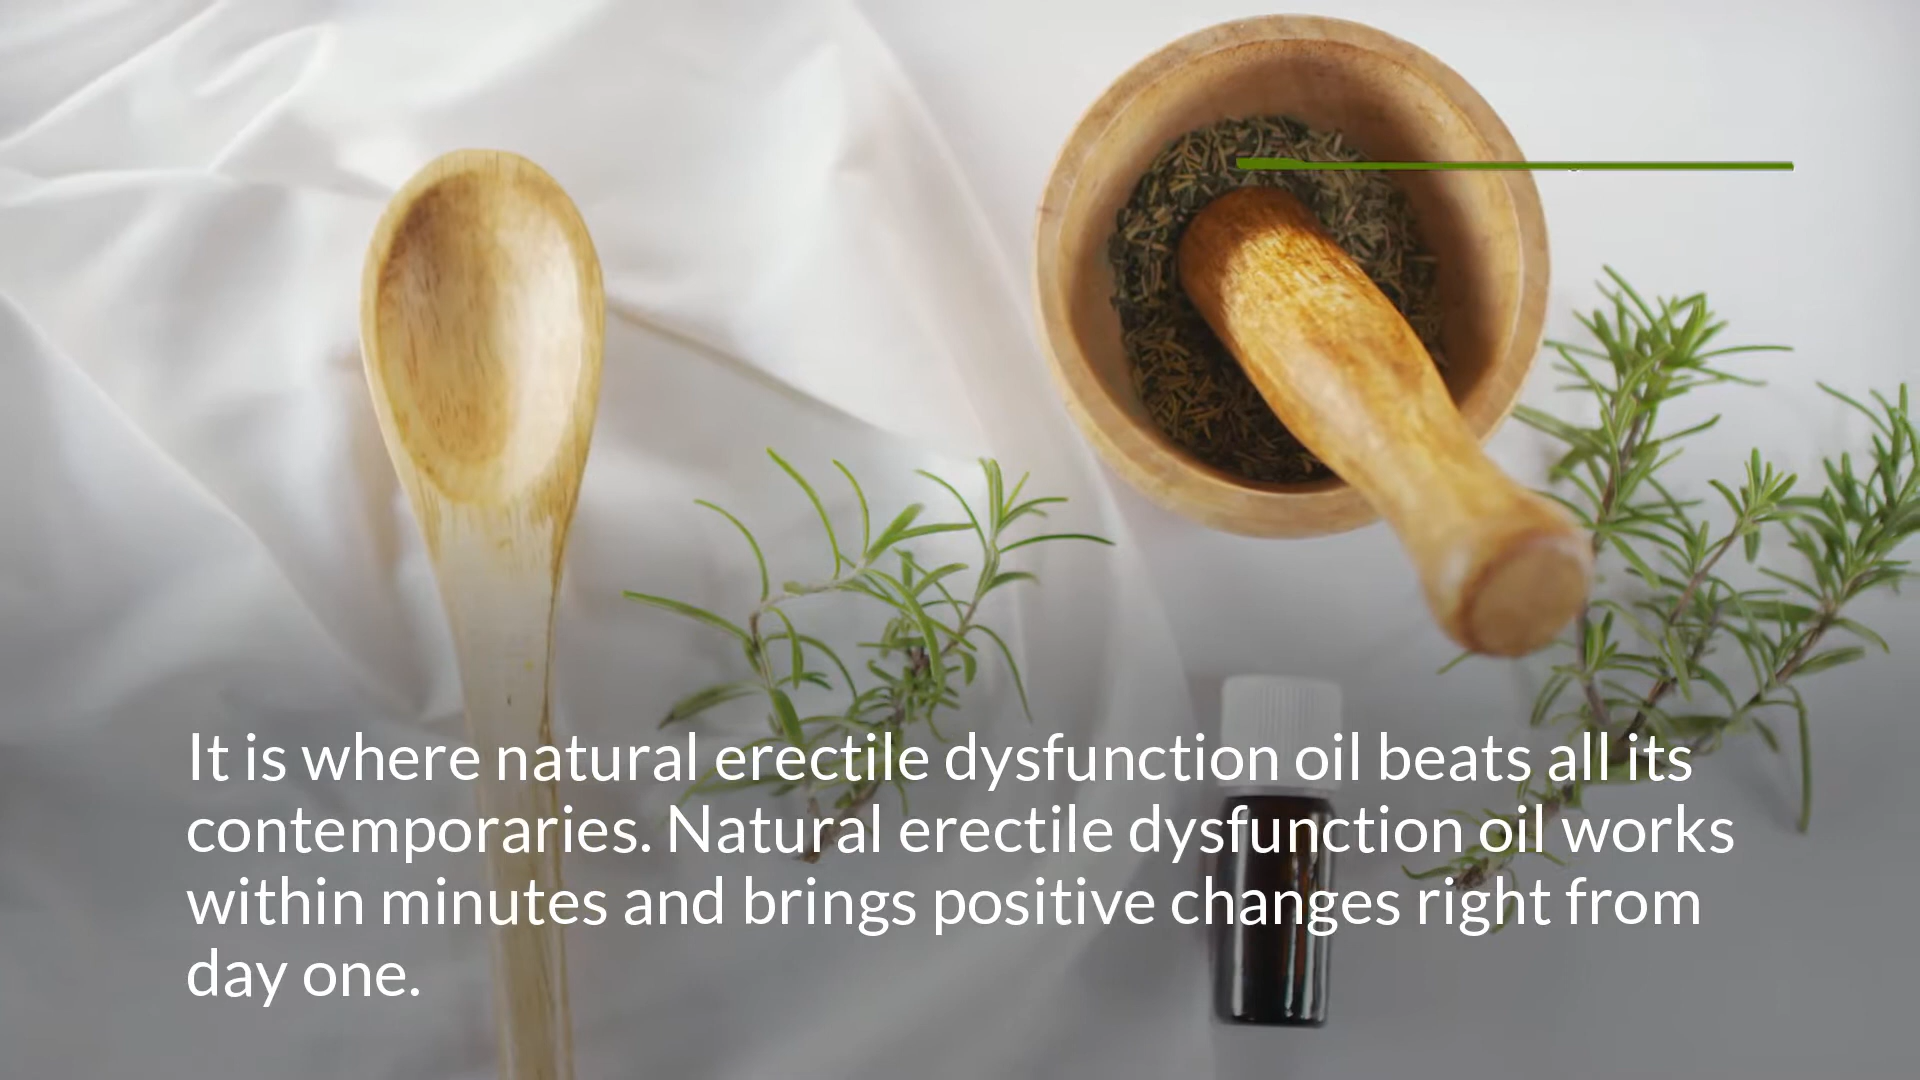 It is where natural erectile dysfunction oil beats all its
contemporaries. Natural erectile dysfunction oil works
within minutes and brings positive changes right from
day one.